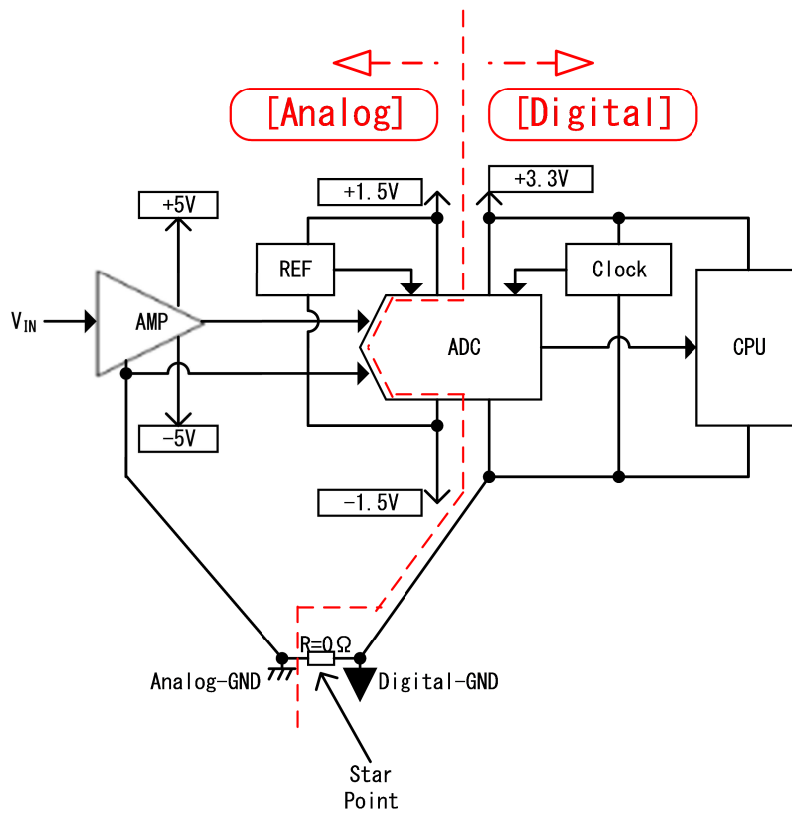 [Analog] [Digital]
+5V
+1.5V
+3.3V
REF
Clock
VIN
AMP
ADC
CPU
-5V
-1.5V
R=0Ω
Analog-GND
Digital-GND
Star
Point